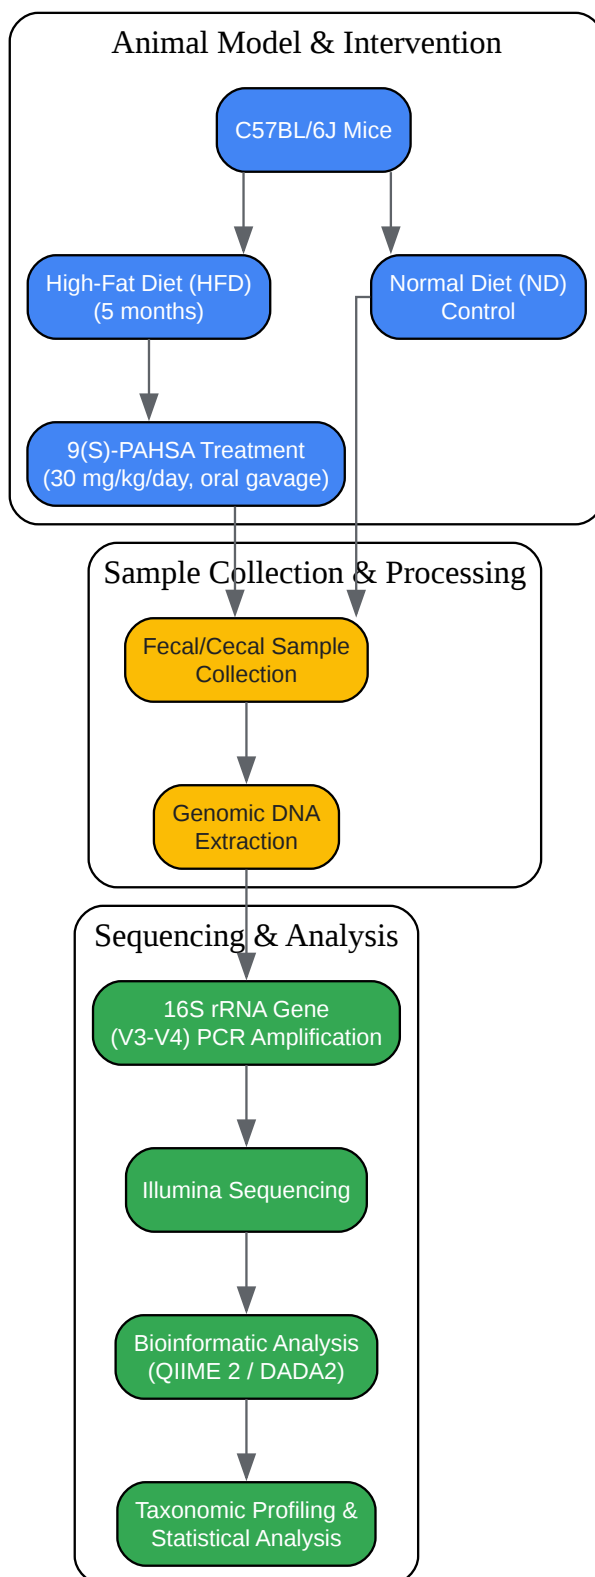 Animal Model & Intervention
C57BL/6J Mice
High-Fat Diet (HFD)
(5 months)
Normal Diet (ND)
Control
9(S)-PAHSA Treatment
(30 mg/kg/day, oral gavage)
Sample Collection & Processing
Fecal/Cecal Sample
Collection
Genomic DNA
Extraction
Sequencing & Analysis
16S rRNA Gene
(V3-V4) PCR Amplification
Illumina Sequencing
Bioinformatic Analysis
(QIIME 2 / DADA2)
Taxonomic Profiling &
Statistical Analysis